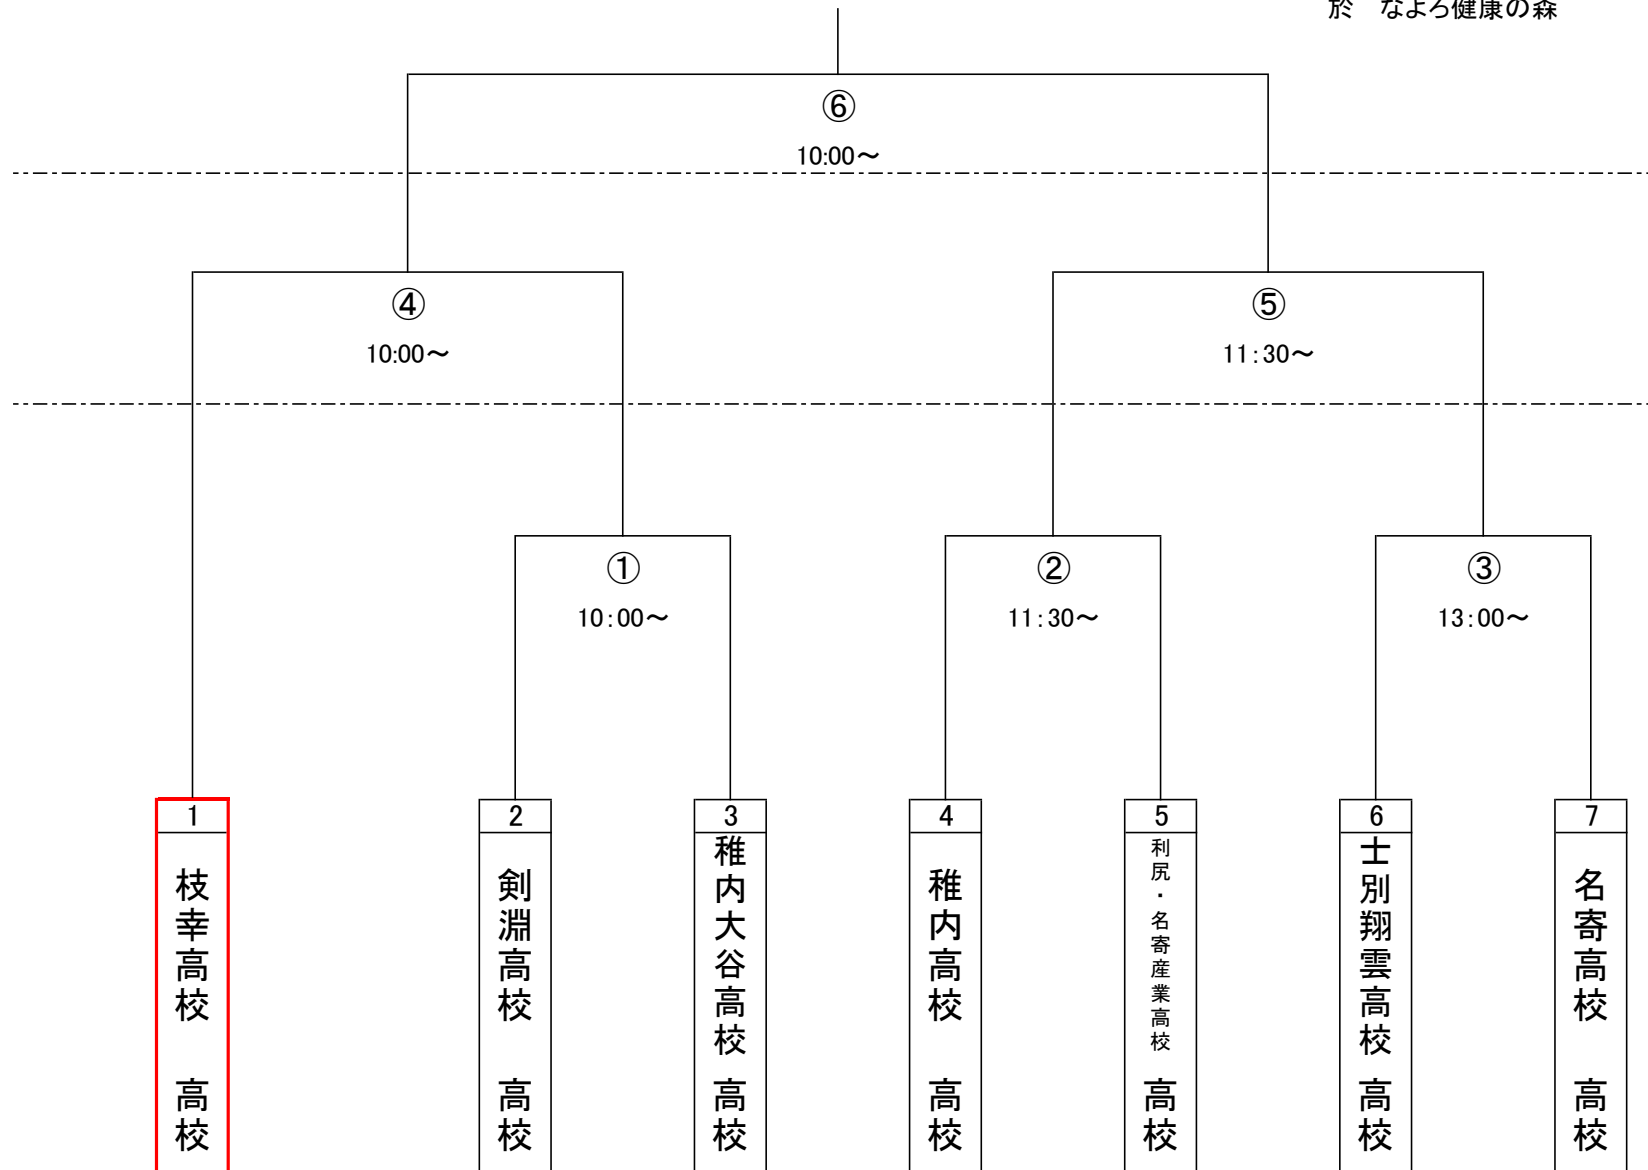 於　なよろ健康の森
⑥
10:00～
④
10:00～
⑤
11:30～
①
10:00～
②
11:30～
③
13:00～
1
枝幸高校　高校
2
剣淵高校　高校
3
稚内大谷高校　高校
4
稚内高校　高校
5
利尻・名寄産業高校　高校
6
士別翔雲高校　高校
7
名寄高校　高校